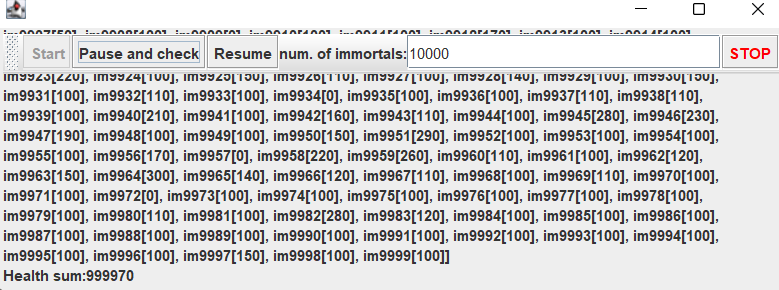 Start Pause and check Resume num. of immortals: 10000 STOP
im9923[220], im9924[100], im9925[150], im9926[110], im9927[100], im9928[140], im9929[100], im9930[190],
im9931[100], im9932[110], im9933[100], im9934[0], im9935[100], im9936[100], im9937[110], im9938[110],
im9939[100], im9940[210], im9941[100], im9942[160], im9943[110], im9944[100], im9945[280], im9946[230],
im9947[190], im9948[100], im9949[100], im9950[150], im9951[290], im9952[100], im9953[100], im9954[100],
im9955[100], im9956[170], im9957[0], im9958[220], im9959[260], im9960[110], im9961[100], im9962[120],
im9963[150], im9964[300], im9965[140], im9966[120], im9967[110], im9968[100], im9969[110], im9970[100],
im9971[100], im9972[0], im9973[100], im9974[100], im9975[100], im9976[100], im9977[100], im9978[100],
im9979[100], im9980[110], im9981[100], im9982[280], im9983[120], im9984[100], im9985[100], im9986[100],
im9987[100], im9988[100], im9989[100], im9990[100], im9991[100], im9992[100], im9993[100], im9994[100],
im9995[100], im9996[100], im9997[150], im9998[100], im9999[100]]
Health sum:999970